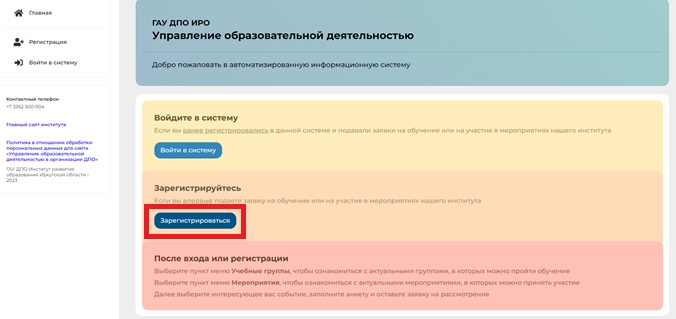 Главная
Регистрация
Войти в систему
Контактный телефон
+7 3952 500-904
Главный сайт института
Политика в отношении обработки
персональных данных для сайта
«Управление образовательной
деятельностью в организации ДПО»
ГАУ ДПО Институт развития
образования Иркутской области -
2023
ГАУ ДПО ИРО
Управление образовательной деятельностью
Добро пожаловать в автоматизированную информационную систему
Войдите в систему
Если вы ранее регистрировались в данной системе и подавали заявки на обучение или на участие в мероприятиях нашего института
Войти в систему
Зарегистрируйтесь
Если вы впервые подаете заявку на обучение или на участие в мероприятиях нашего института
Зарегистрироваться
После входа или регистрации
Выберите пункт меню Учебные группы, чтобы ознакомиться с актуальными группами, в которых можно пройти обучение
Выберите пункт меню Мероприятия, чтобы ознакомиться с актуальными мероприятиями, в которых можно принять участие
Далее выберите интересующее вас событие, заполните анкету и оставьте заявку на рассмотрение